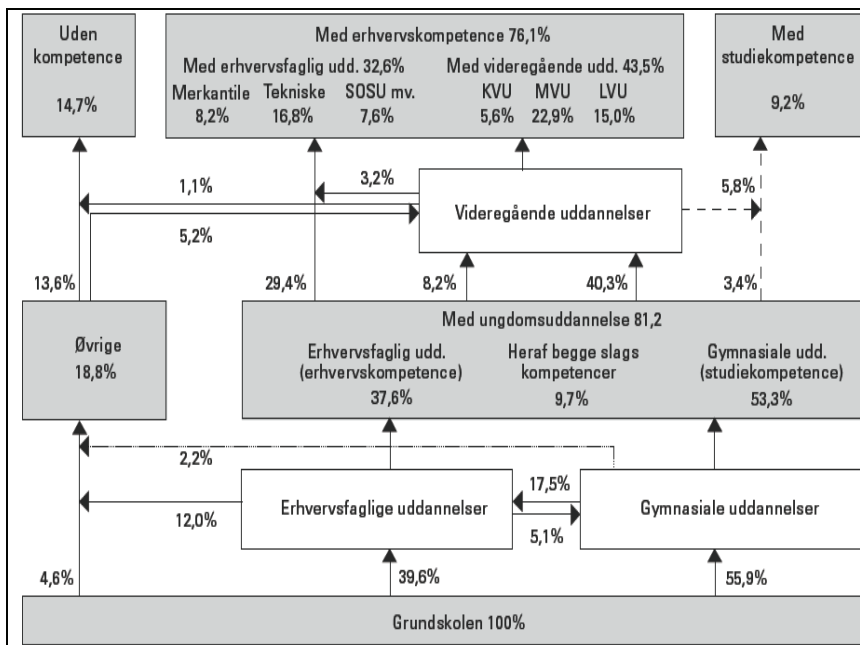 Uden
kompetence
14,7%
Med erhvervskompetence 76,1%
Med erhvervsfaglig udd. 32,6%
Med videregående udd. 43,5%
Merkantile
8,2%
Tekniske
16,8%
SOSU mv.
7,6%
KVU
5,6%
MVU
22,9%
LVU
15,0%
Med
studiekompetence
9,2%
1,1%
3,2%
5,8%
Videregående uddannelser
5,2%
13,6%
29,4%
8,2%
40,3%
3,4%
Øvrige
18,8%
Med ungdomsuddannelse 81,2
Erhvervsfaglig udd.
(erhvervskompetence)
37,6%
Heraf begge slags
kompetencer
9,7%
Gymnasiale udd.
(studiekompetence)
53,3%
2,2%
12,0%
Erhvervsfaglige uddannelser
17,5%
5,1%
Gymnasiale uddannelser
4,6%
39,6%
55,9%
Grundskolen 100%